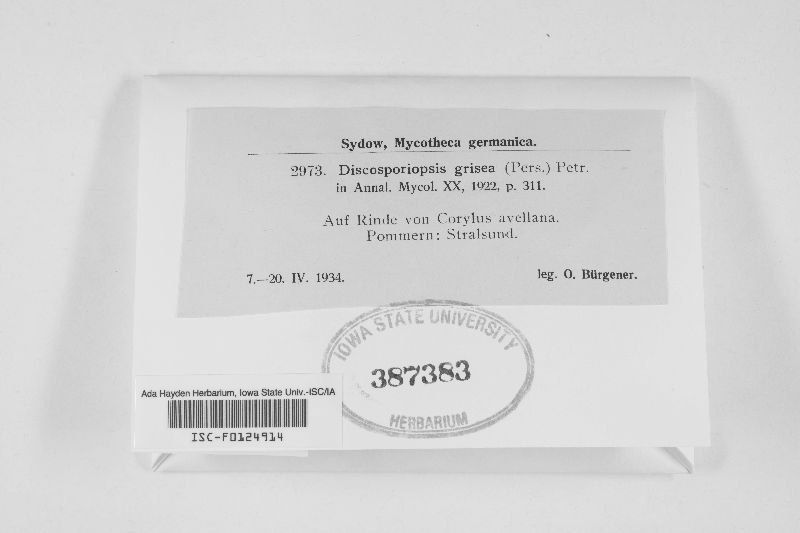 Sydow, Mycotheca germanica.
2973. Discosporiopsis grisea (Pers.) Petr.
in Annal. Mycol. XX, 1922, p. 311.
Auf Rinde von Corylus avellana.
Pommern: Stralsund.
7.—20. IV. 1934. leg. O. Bürgener.
IOWA STATE UNIVERSITY
387383
HERBARIUM
Ada Hayden Herbarium, Iowa State Univ.-ISC/IA
ISC-F0124914